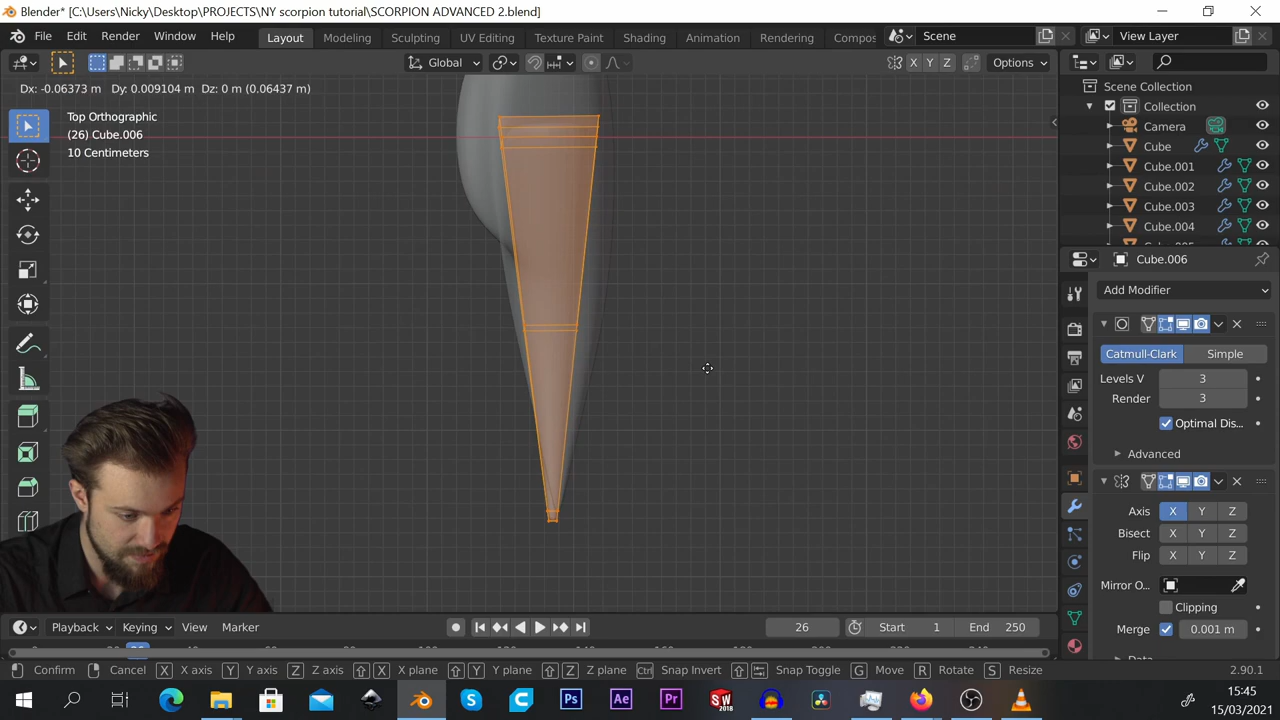 Blender* [C:\Users\Nicky\Desktop\PROJECTS\NY scorpion tutorial\SCORPION ADVANCED 2.blend]
File Edit Render Window Help Layout Modeling Sculpting UV Editing Texture Paint Shading Animation Rendering Compos Scene View Layer
Global X Y Z Options
Dx: -0.06373 m Dy: 0.009104 m Dz: 0 m (0.06437 m)
Top Orthographic
(26) Cube.006
10 Centimeters
Scene Collection
Collection
Camera
Cube
Cube.001
Cube.002
Cube.003
Cube.004
Cube.006
Add Modifier
Catmull-Clark Simple
Levels V 3
Render 3
Optimal Dis...
Advanced
Axis X Y Z
Bisect X Y Z
Flip X Y Z
Mirror O...
Clipping
Merge 0.001 m
Playback Keying View Marker 26 Start 1 End 250
Confirm Cancel X X axis Y Y axis Z Z axis X X plane Y Y plane Z Z plane Ctrl Snap Invert Snap Toggle G Move R Rotate S Resize 2.90.1
Ps Ae Pr SW 2018
15:45
15/03/2021